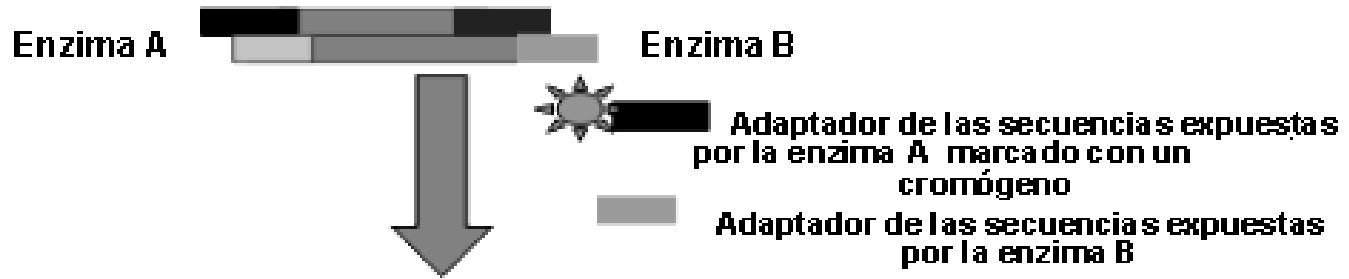 Enzima A
Enzima B
Adaptador de las secuencias expuestas
por la enzima A marcado con un
cromógeno
Adaptador de las secuencias expuestas
por la enzima B